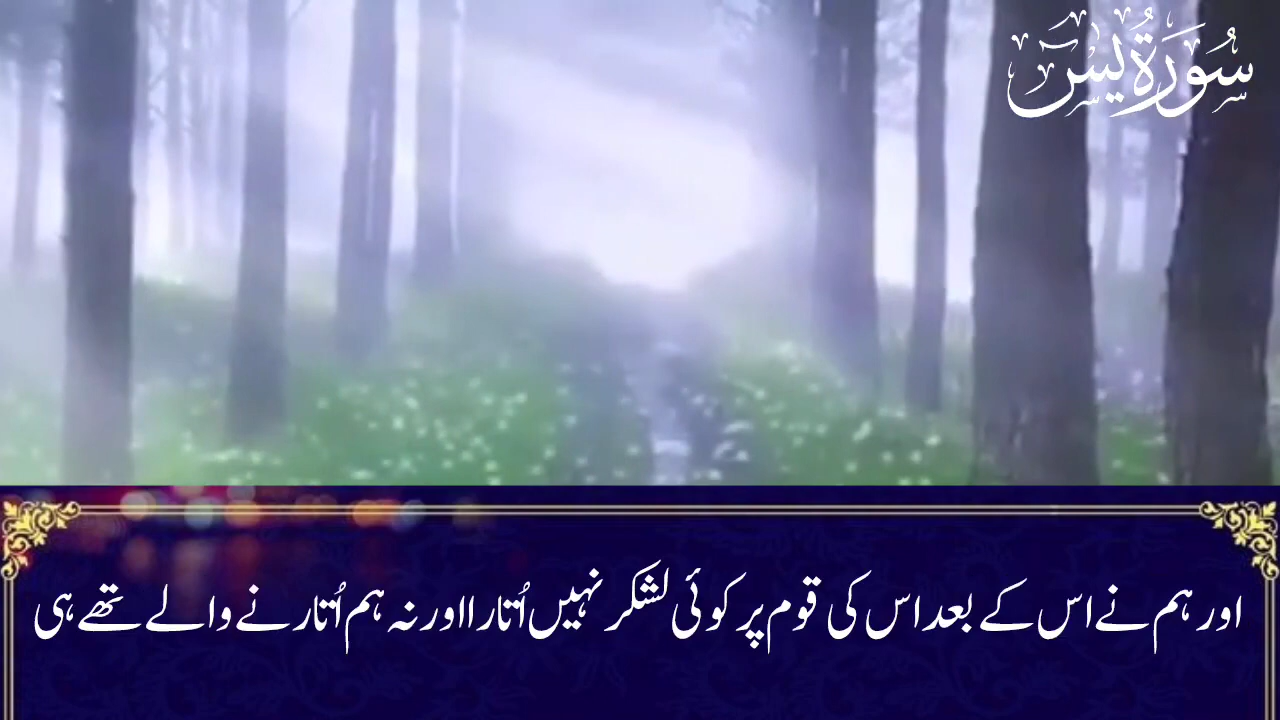 سُوْرَةُ يٰسٓ
اور ہم نے اس کے بعد اس کی قوم پر کوئی لشکر نہیں اُتارا اور نہ ہم اُتارنے والے تھے ہی